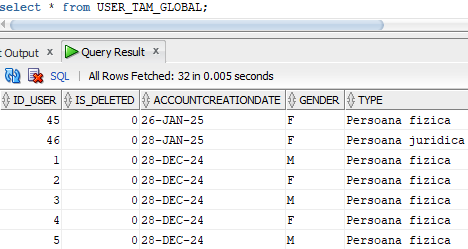 select * from USER_TAM_GLOBAL;
t Output x Query Result x
SQL | All Rows Fetched: 32 in 0.005 seconds
ID_USER IS_DELETED ACCOUNTCREATIONDATE GENDER TYPE
45 0 26-JAN-25 F Persoana fizica
46 0 28-JAN-25 F Persoana juridica
1 0 28-DEC-24 M Persoana fizica
2 0 28-DEC-24 F Persoana fizica
3 0 28-DEC-24 M Persoana fizica
4 0 28-DEC-24 F Persoana fizica
5 0 28-DEC-24 M Persoana fizica